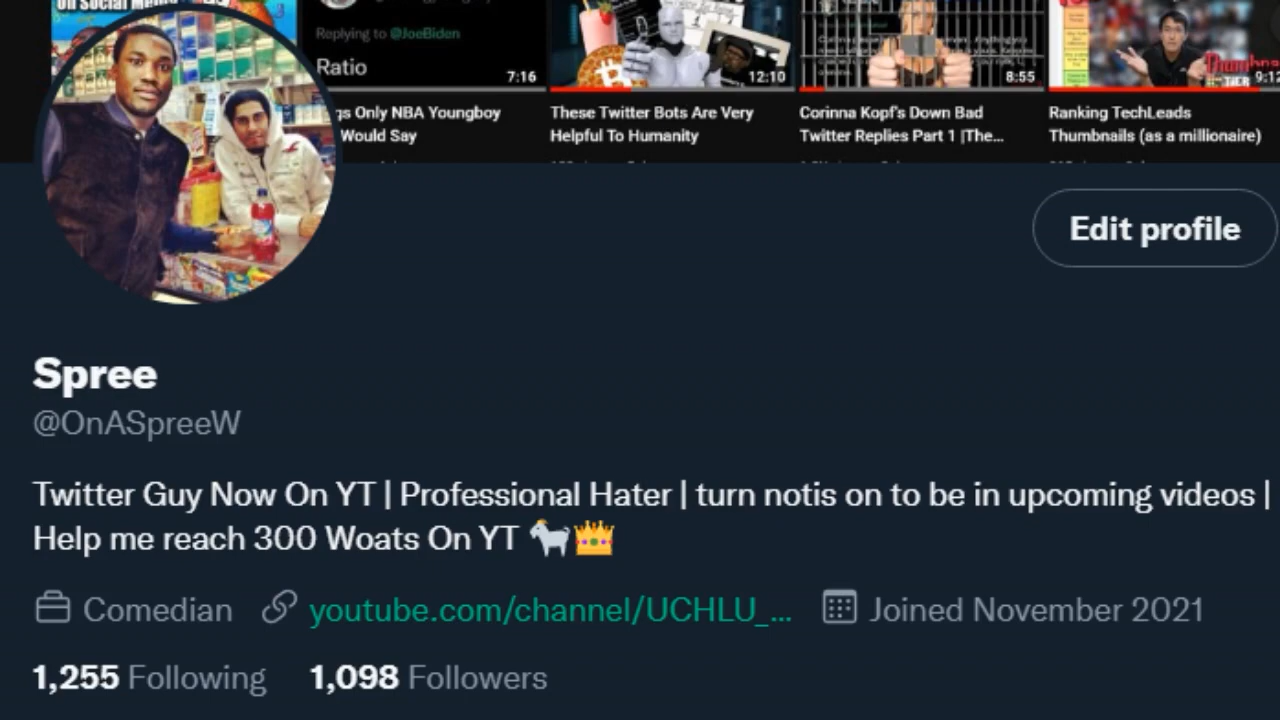 on Social Media
Replying to @JoeBiden
Ratio
7:16
12:10
8:55
9:12
gs Only NBA Youngboy
Would Say
These Twitter Bots Are Very
Helpful To Humanity
Corinna Kopf's Down Bad
Twitter Replies Part 1 |The...
Ranking TechLeads
Thumbnails (as a millionaire)
Edit profile
Spree
@OnASpreeW
Twitter Guy Now On YT | Professional Hater | turn notis on to be in upcoming videos |
Help me reach 300 Woats On YT 🐐👑
Comedian youtube.com/channel/UCHLU_... Joined November 2021
1,255 Following 1,098 Followers